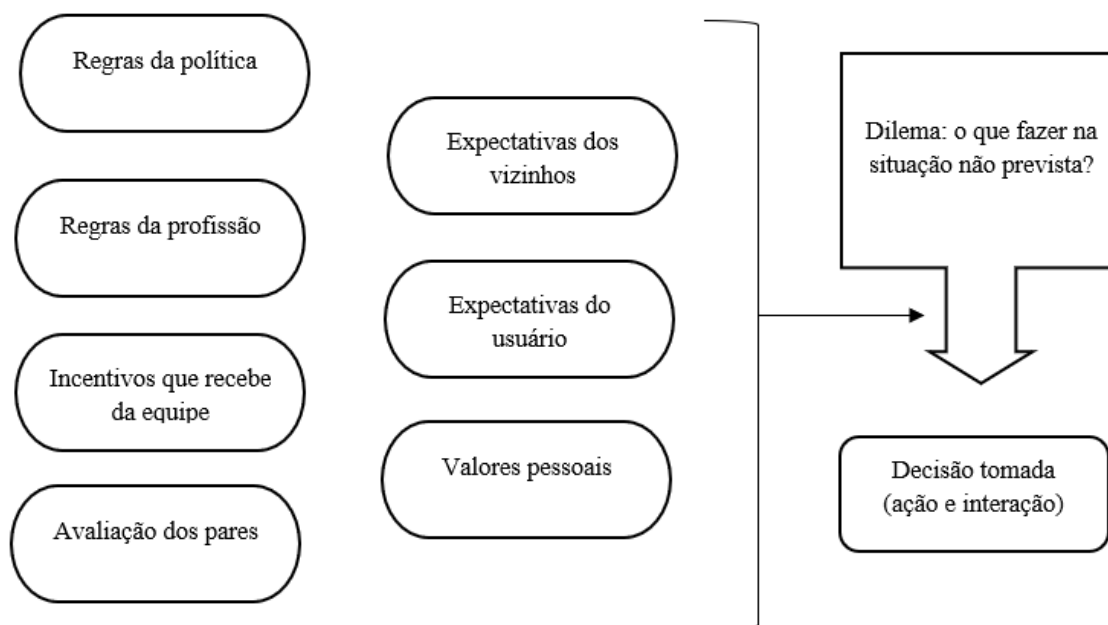 Regras da política
Regras da profissão
Incentivos que recebe
da equipe
Avaliação dos pares
Expectativas dos
vizinhos
Expectativas do
usuário
Valores pessoais
Dilema: o que fazer na
situação não prevista?
Decisão tomada
(ação e interação)